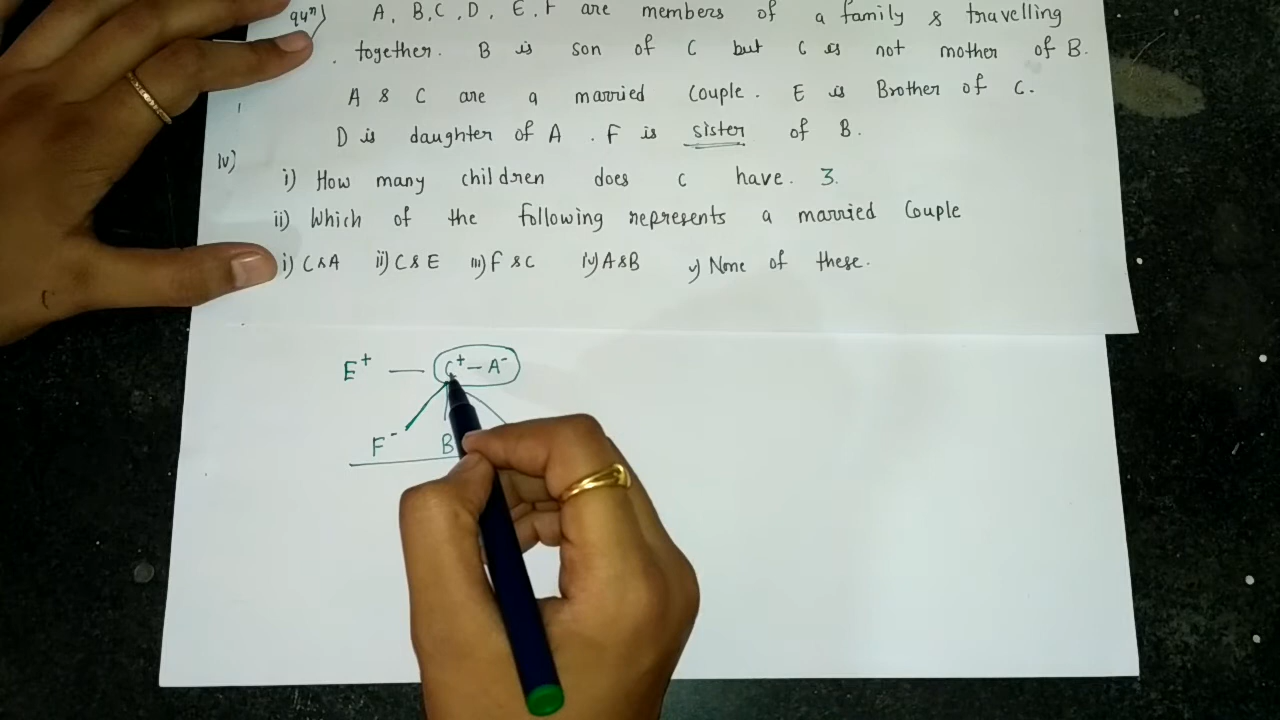 qu^n) A, B, C, D, E, F are members of a family & travelling
together. B is son of C but C is not mother of B.
A & C are a married Couple. E is Brother of C.
D is daughter of A. F is sister of B.
iv)
i) How many children does C have. 3.
ii) Which of the following represents a married Couple
i) C & A ii) C & E iii) F & C iv) A & B v) None of these.
E+ — C+ — A-
F- B